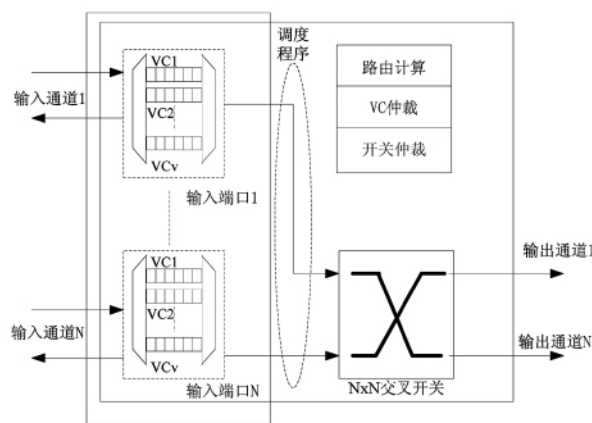 调度
程序
VC1
VC2
VCv
输入通道1
输入端口1
路由计算
VC仲裁
开关仲裁
VC1
VC2
VCv
输入通道N
输入端口N
输出通道1
输出通道N
NxN交叉开关